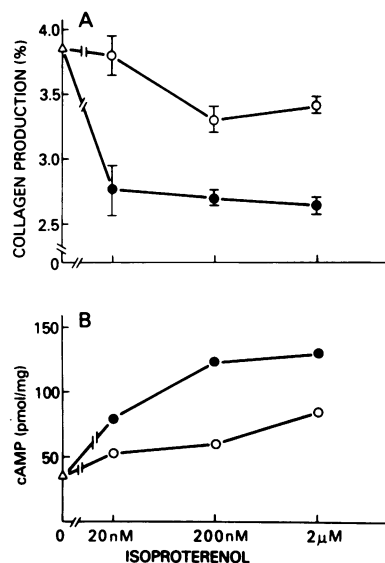 A
COLLAGEN PRODUCTION (%)
4.0
3.5
3.0
2.5
0
B
cAMP (pmol/mg)
150
100
50
0 20nM 200nM 2μM
ISOPROTERENOL